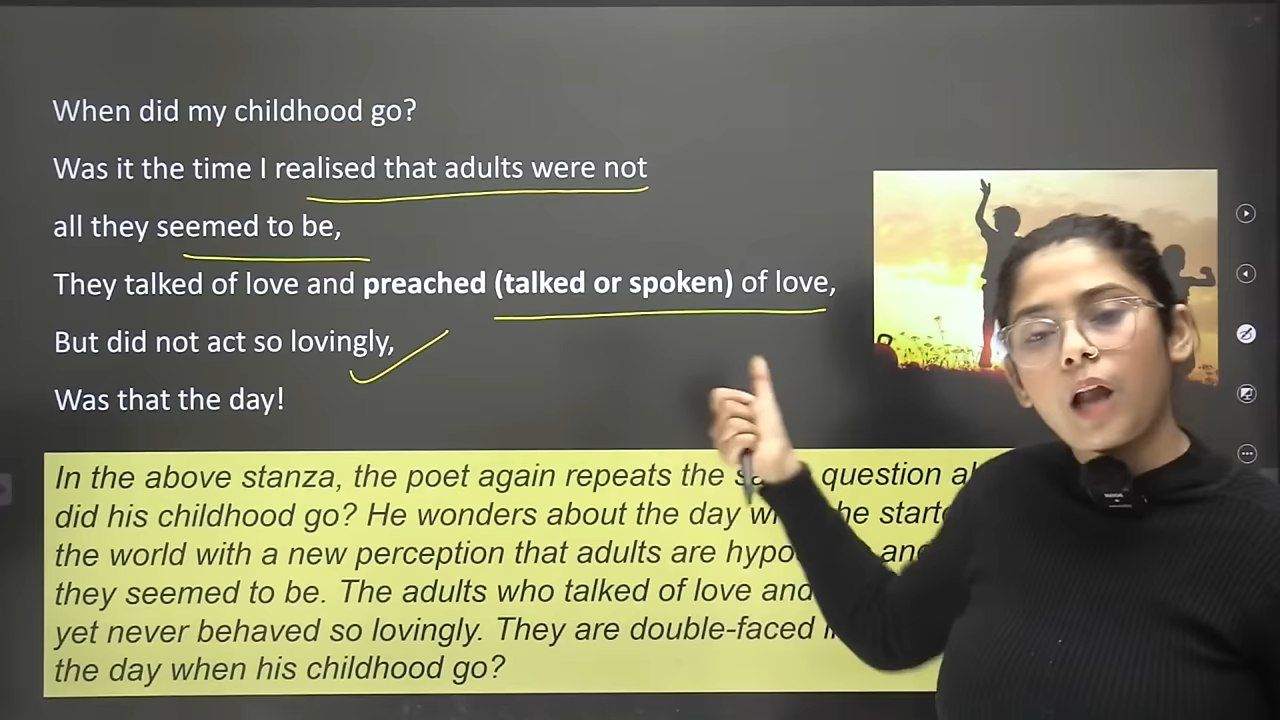 When did my childhood go?
Was it the time I realised that adults were not
all they seemed to be,
They talked of love and preached (talked or spoken) of love,
But did not act so lovingly,
Was that the day!
In the above stanza, the poet again repeats the question
did his childhood go? He wonders about the day he
the world with a new perception that adults are
they seemed to be. The adults who talked of love and
yet never behaved so lovingly. They are double-faced
the day when his childhood go?